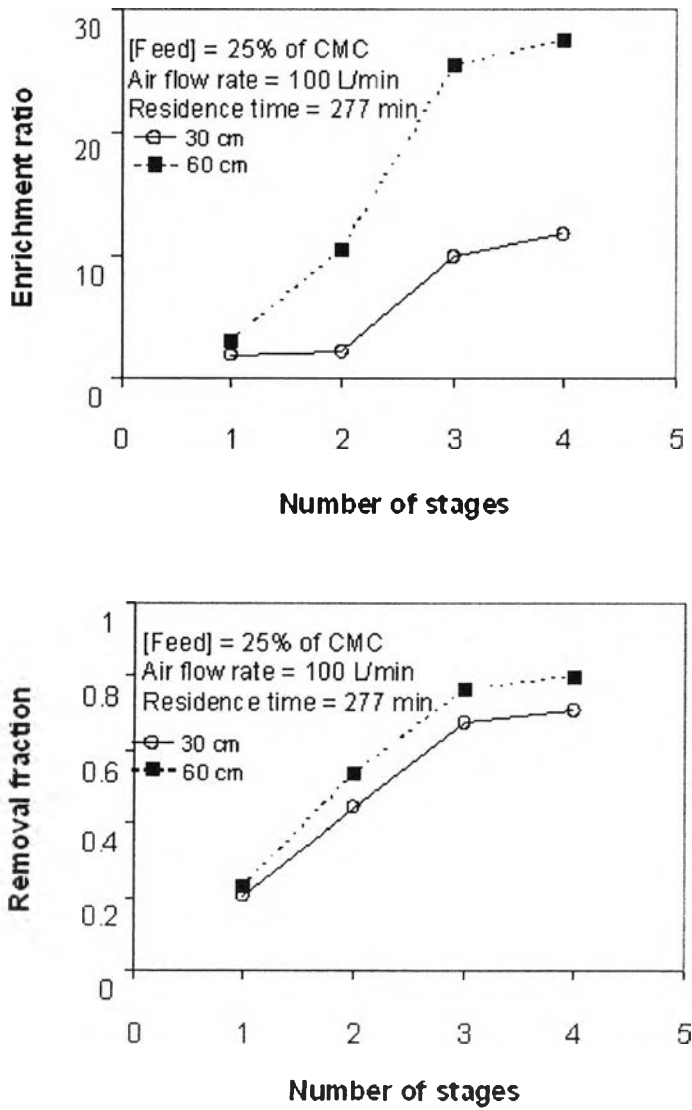 30
[Feed] = 25% of CMC
Air flow rate = 100 L/min
Residence time = 277 min
30 cm
60 cm
20
10
0
Enrichment ratio
0 1 2 3 4 5
Number of stages
1
[Feed] = 25% of CMC
Air flow rate = 100 L/min
0.8
Residence time = 277 min.
30 cm
0.6
60 cm
0.4
0.2
0
Removal fraction
0 1 2 3 4 5
Number of stages